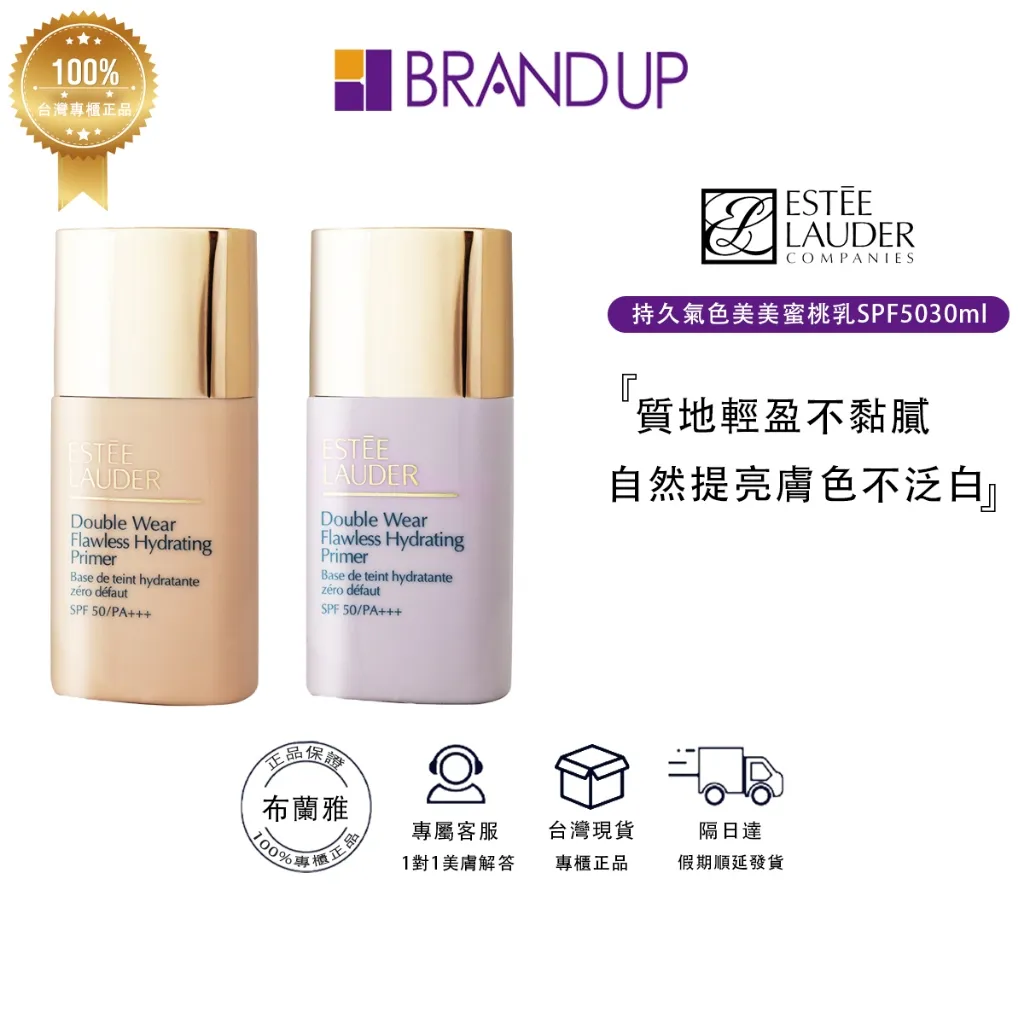 100%
台灣專櫃正品
BRAND UP
ESTĒE
LAUDER
COMPANIES
持久氣色美美蜜桃乳SPF5030ml
『質地輕盈不黏膩
自然提亮膚色不泛白』
ESTĒE
LAUDER
Double Wear
Flawless Hydrating
Primer
Base de teint hydratante
zéro défaut
SPF 50/PA+++
ESTĒE
LAUDER
Double Wear
Flawless Hydrating
Primer
Base de teint hydratante
zéro défaut
SPF 50/PA+++
正品保證
布蘭雅
100%專櫃正品
專屬客服
1對1美膚解答
台灣現貨
專櫃正品
隔日達
假期順延發貨